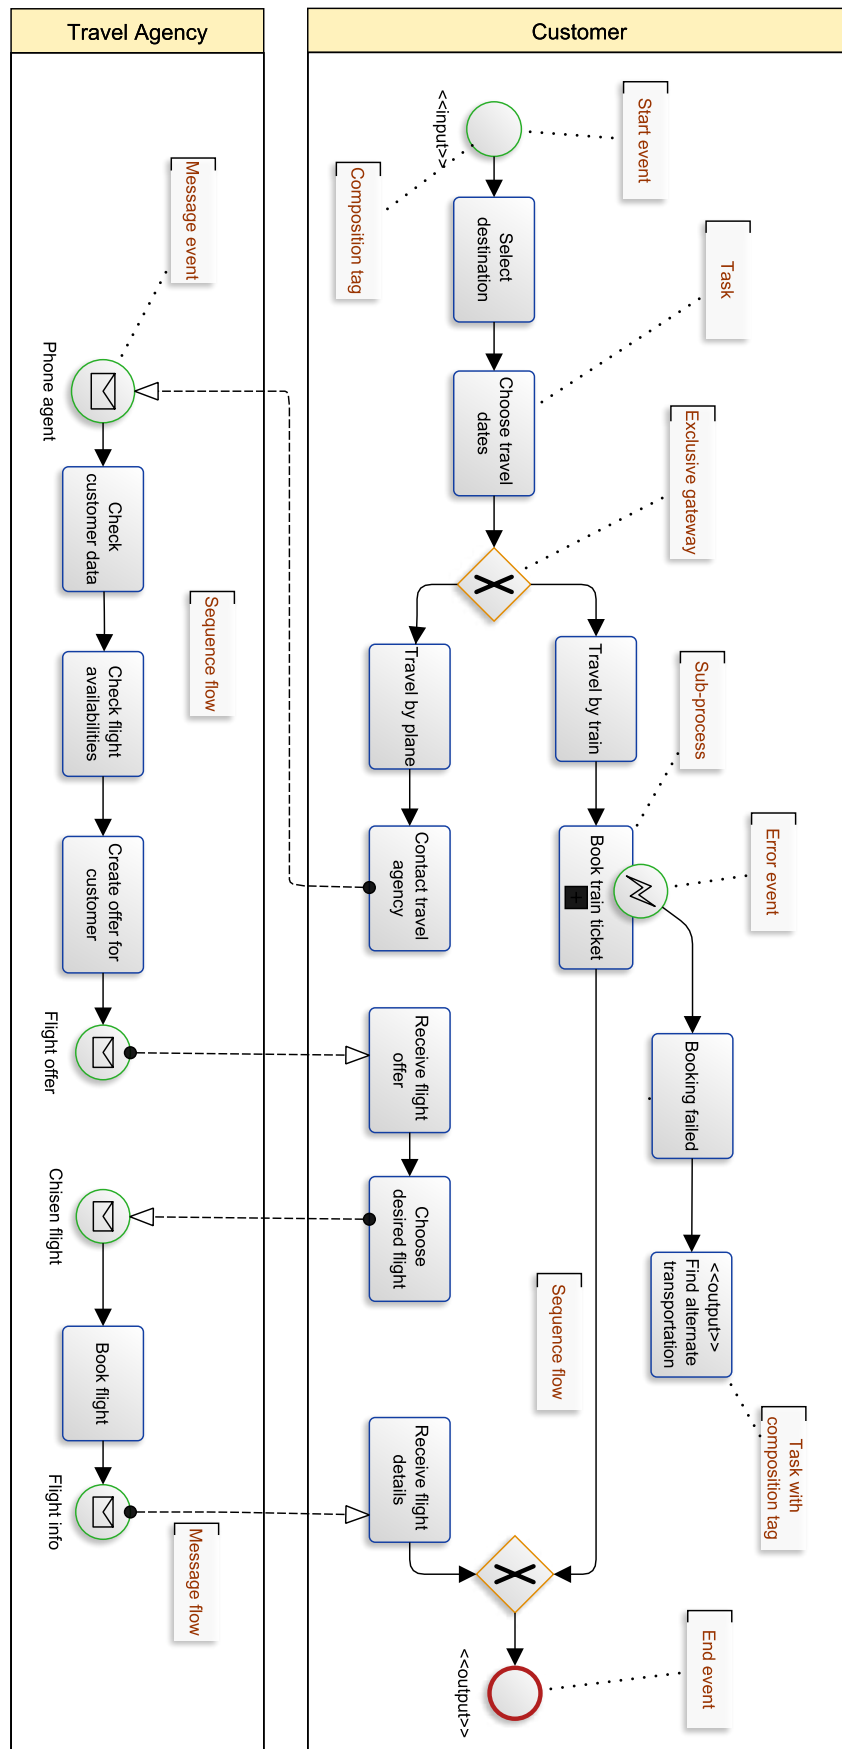 Travel Agency
Customer
<<input>>
Start event
Composition tag
Message event
Select
destination
Task
Phone agent
Choose travel
dates
Exclusive gateway
Check
customer data
Sequence flow
Travel by plane
Travel by train
Sub-process
Check flight
availabilities
Create offer for
customer
Contact travel
agency
Book train ticket
Error event
Flight offer
Receive flight
offer
Booking failed
Chisen flight
Choose
desired flight
<<output>>
Find alternate
transportation
Sequence flow
Book flight
Task with
composition tag
Flight info
Receive flight
details
Message flow
<<output>>
End event